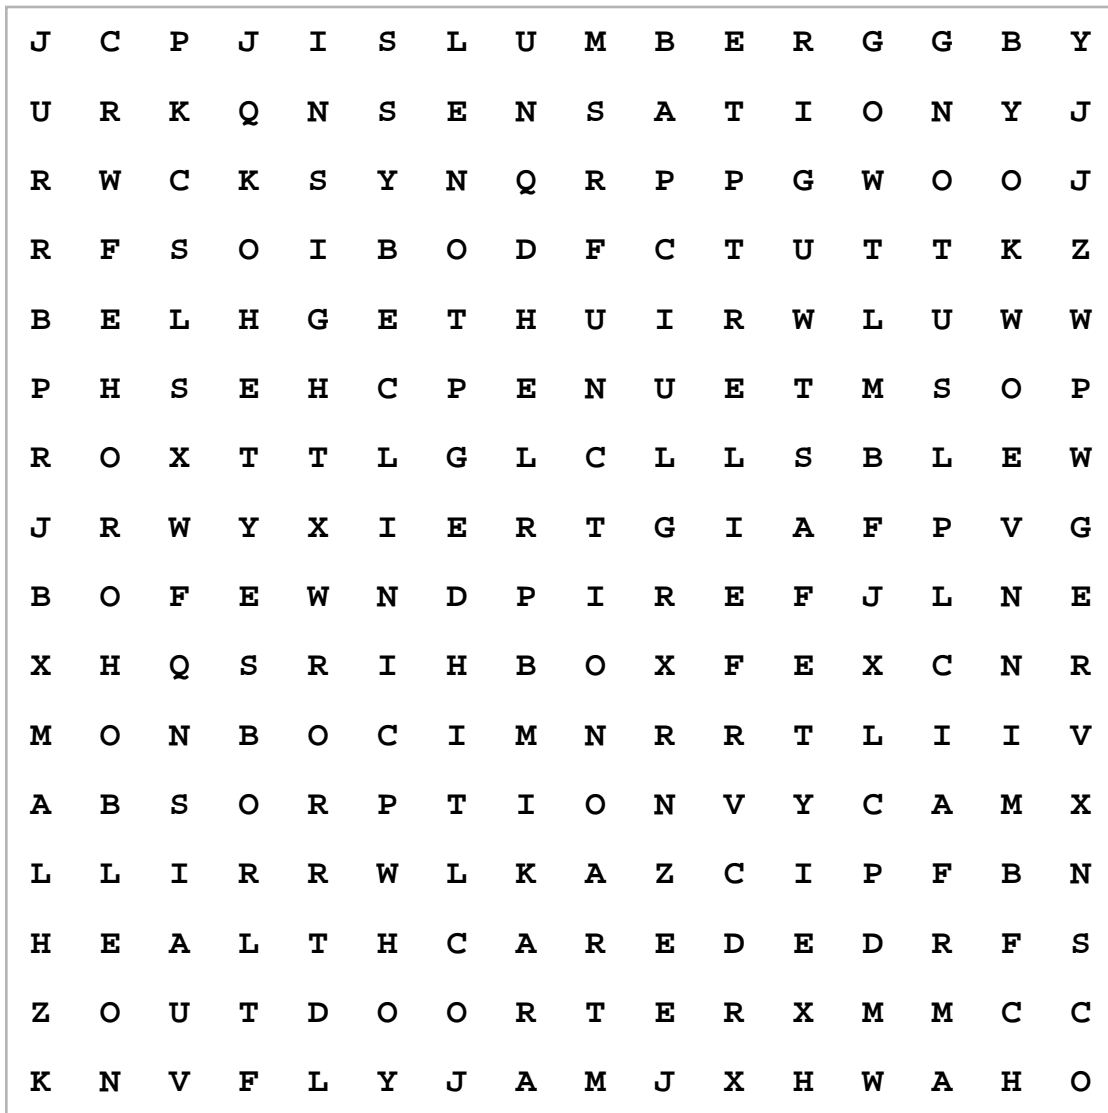 J C P J I S L U M B E R G G B Y
U R K Q N S E N S A T I O N Y J
R W C K S Y N Q R P P G W O O J
R F S O I B O D F C T U T T K Z
B E L H G E T H U I R W L U W W
P H S E H C P E N U E T M S O P
R O X T T L G L C L L S B L E W
J R W Y X I E R T G I A F P V G
B O F E W N D P I R E F J L N E
X H Q S R I H B O X F E X C N R
M O N B O C I M N R R T L I I V
A B S O R P T I O N V Y C A M X
L L I R R W L K A Z C I P F B N
H E A L T H C A R E D E D R F S
Z O U T D O O R T E R X M M C C
K N V F L Y J A M J X H W A H O